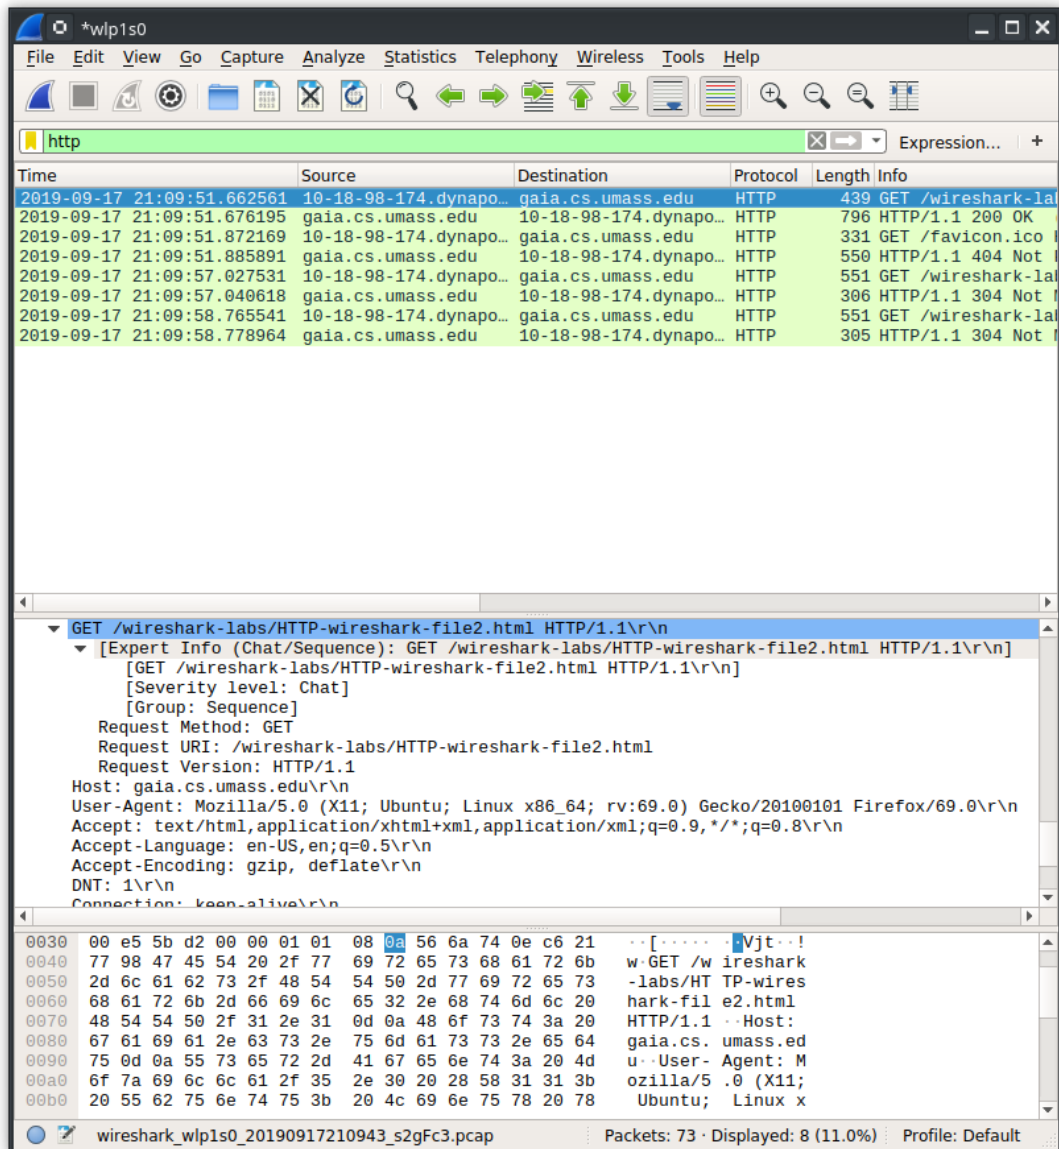 *wlp1s0
File Edit View Go Capture Analyze Statistics Telephony Wireless Tools Help
http Expression... +
Time Source Destination Protocol Length Info
2019-09-17 21:09:51.662561 10-18-98-174.dynapo… gaia.cs.umass.edu HTTP 439 GET /wireshark-la
2019-09-17 21:09:51.676195 gaia.cs.umass.edu 10-18-98-174.dynapo… HTTP 796 HTTP/1.1 200 OK
2019-09-17 21:09:51.872169 10-18-98-174.dynapo… gaia.cs.umass.edu HTTP 331 GET /favicon.ico
2019-09-17 21:09:51.885891 gaia.cs.umass.edu 10-18-98-174.dynapo… HTTP 550 HTTP/1.1 404 Not
2019-09-17 21:09:57.027531 10-18-98-174.dynapo… gaia.cs.umass.edu HTTP 551 GET /wireshark-la
2019-09-17 21:09:57.040618 gaia.cs.umass.edu 10-18-98-174.dynapo… HTTP 306 HTTP/1.1 304 Not
2019-09-17 21:09:58.765541 10-18-98-174.dynapo… gaia.cs.umass.edu HTTP 551 GET /wireshark-la
2019-09-17 21:09:58.778964 gaia.cs.umass.edu 10-18-98-174.dynapo… HTTP 305 HTTP/1.1 304 Not
GET /wireshark-labs/HTTP-wireshark-file2.html HTTP/1.1\r\n
[Expert Info (Chat/Sequence): GET /wireshark-labs/HTTP-wireshark-file2.html HTTP/1.1\r\n]
[GET /wireshark-labs/HTTP-wireshark-file2.html HTTP/1.1\r\n]
[Severity level: Chat]
[Group: Sequence]
Request Method: GET
Request URI: /wireshark-labs/HTTP-wireshark-file2.html
Request Version: HTTP/1.1
Host: gaia.cs.umass.edu\r\n
User-Agent: Mozilla/5.0 (X11; Ubuntu; Linux x86_64; rv:69.0) Gecko/20100101 Firefox/69.0\r\n
Accept: text/html,application/xhtml+xml,application/xml;q=0.9,*/*;q=0.8\r\n
Accept-Language: en-US,en;q=0.5\r\n
Accept-Encoding: gzip, deflate\r\n
DNT: 1\r\n
Connection: keep-alive\r\n
0030 00 e5 5b d2 00 00 01 01 08 0a 56 6a 74 0e c6 21 ··[····· ··Vjt··!
0040 77 98 47 45 54 20 2f 77 69 72 65 73 68 61 72 6b w·GET /w ireshark
0050 2d 6c 61 62 73 2f 48 54 54 50 2d 77 69 72 65 73 -labs/HT TP-wires
0060 68 61 72 6b 2d 66 69 6c 65 32 2e 68 74 6d 6c 20 hark-fil e2.html
0070 48 54 54 50 2f 31 2e 31 0d 0a 48 6f 73 74 3a 20 HTTP/1.1 ··Host:
0080 67 61 69 61 2e 63 73 2e 75 6d 61 73 73 2e 65 64 gaia.cs. umass.ed
0090 75 0d 0a 55 73 65 72 2d 41 67 65 6e 74 3a 20 4d u··User- Agent: M
00a0 6f 7a 69 6c 6c 61 2f 35 2e 30 20 28 58 31 31 3b ozilla/5 .0 (X11;
00b0 20 55 62 75 6e 74 75 3b 20 4c 69 6e 75 78 20 78 Ubuntu; Linux x
wireshark_wlp1s0_20190917210943_s2gFc3.pcap Packets: 73 · Displayed: 8 (11.0%) Profile: Default